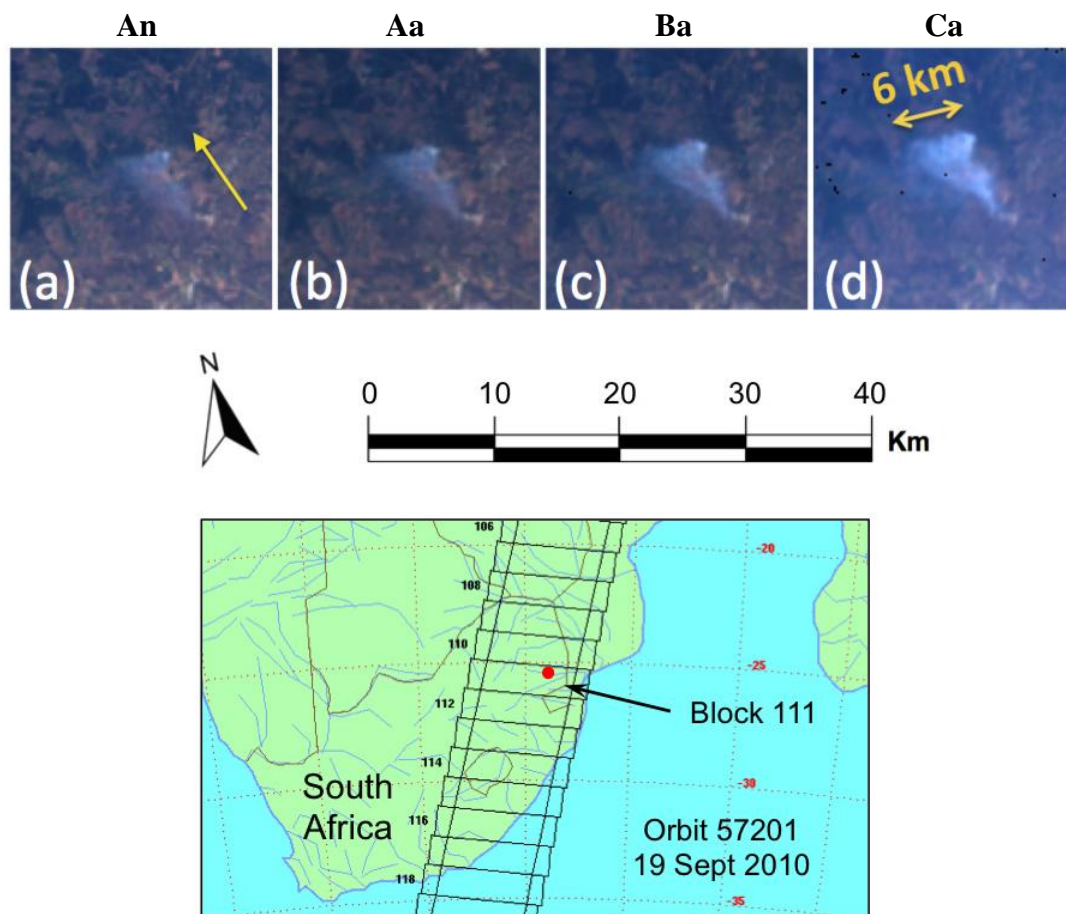 An Aa Ba Ca
6 km
(a) (b) (c) (d)
N
0 10 20 30 40
Km
106
-20
108
110
-25
112
Block 111
114
-30
South
Africa
116
Orbit 57201
19 Sept 2010
118
-35